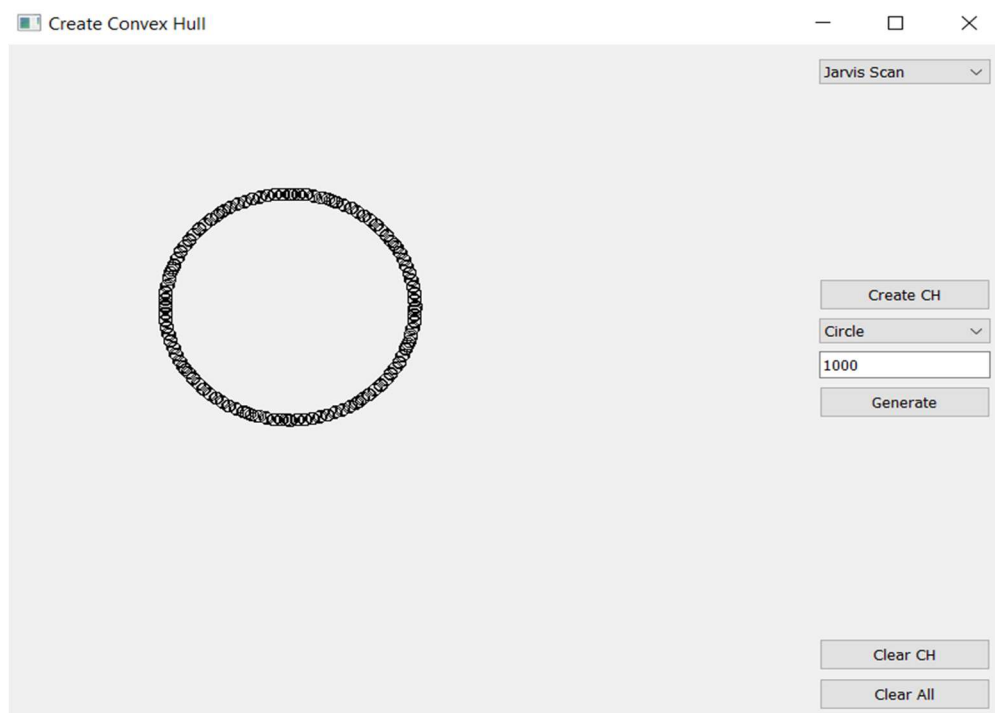 Create Convex Hull
Jarvis Scan
Create CH
Circle
1000
Generate
Clear CH
Clear All